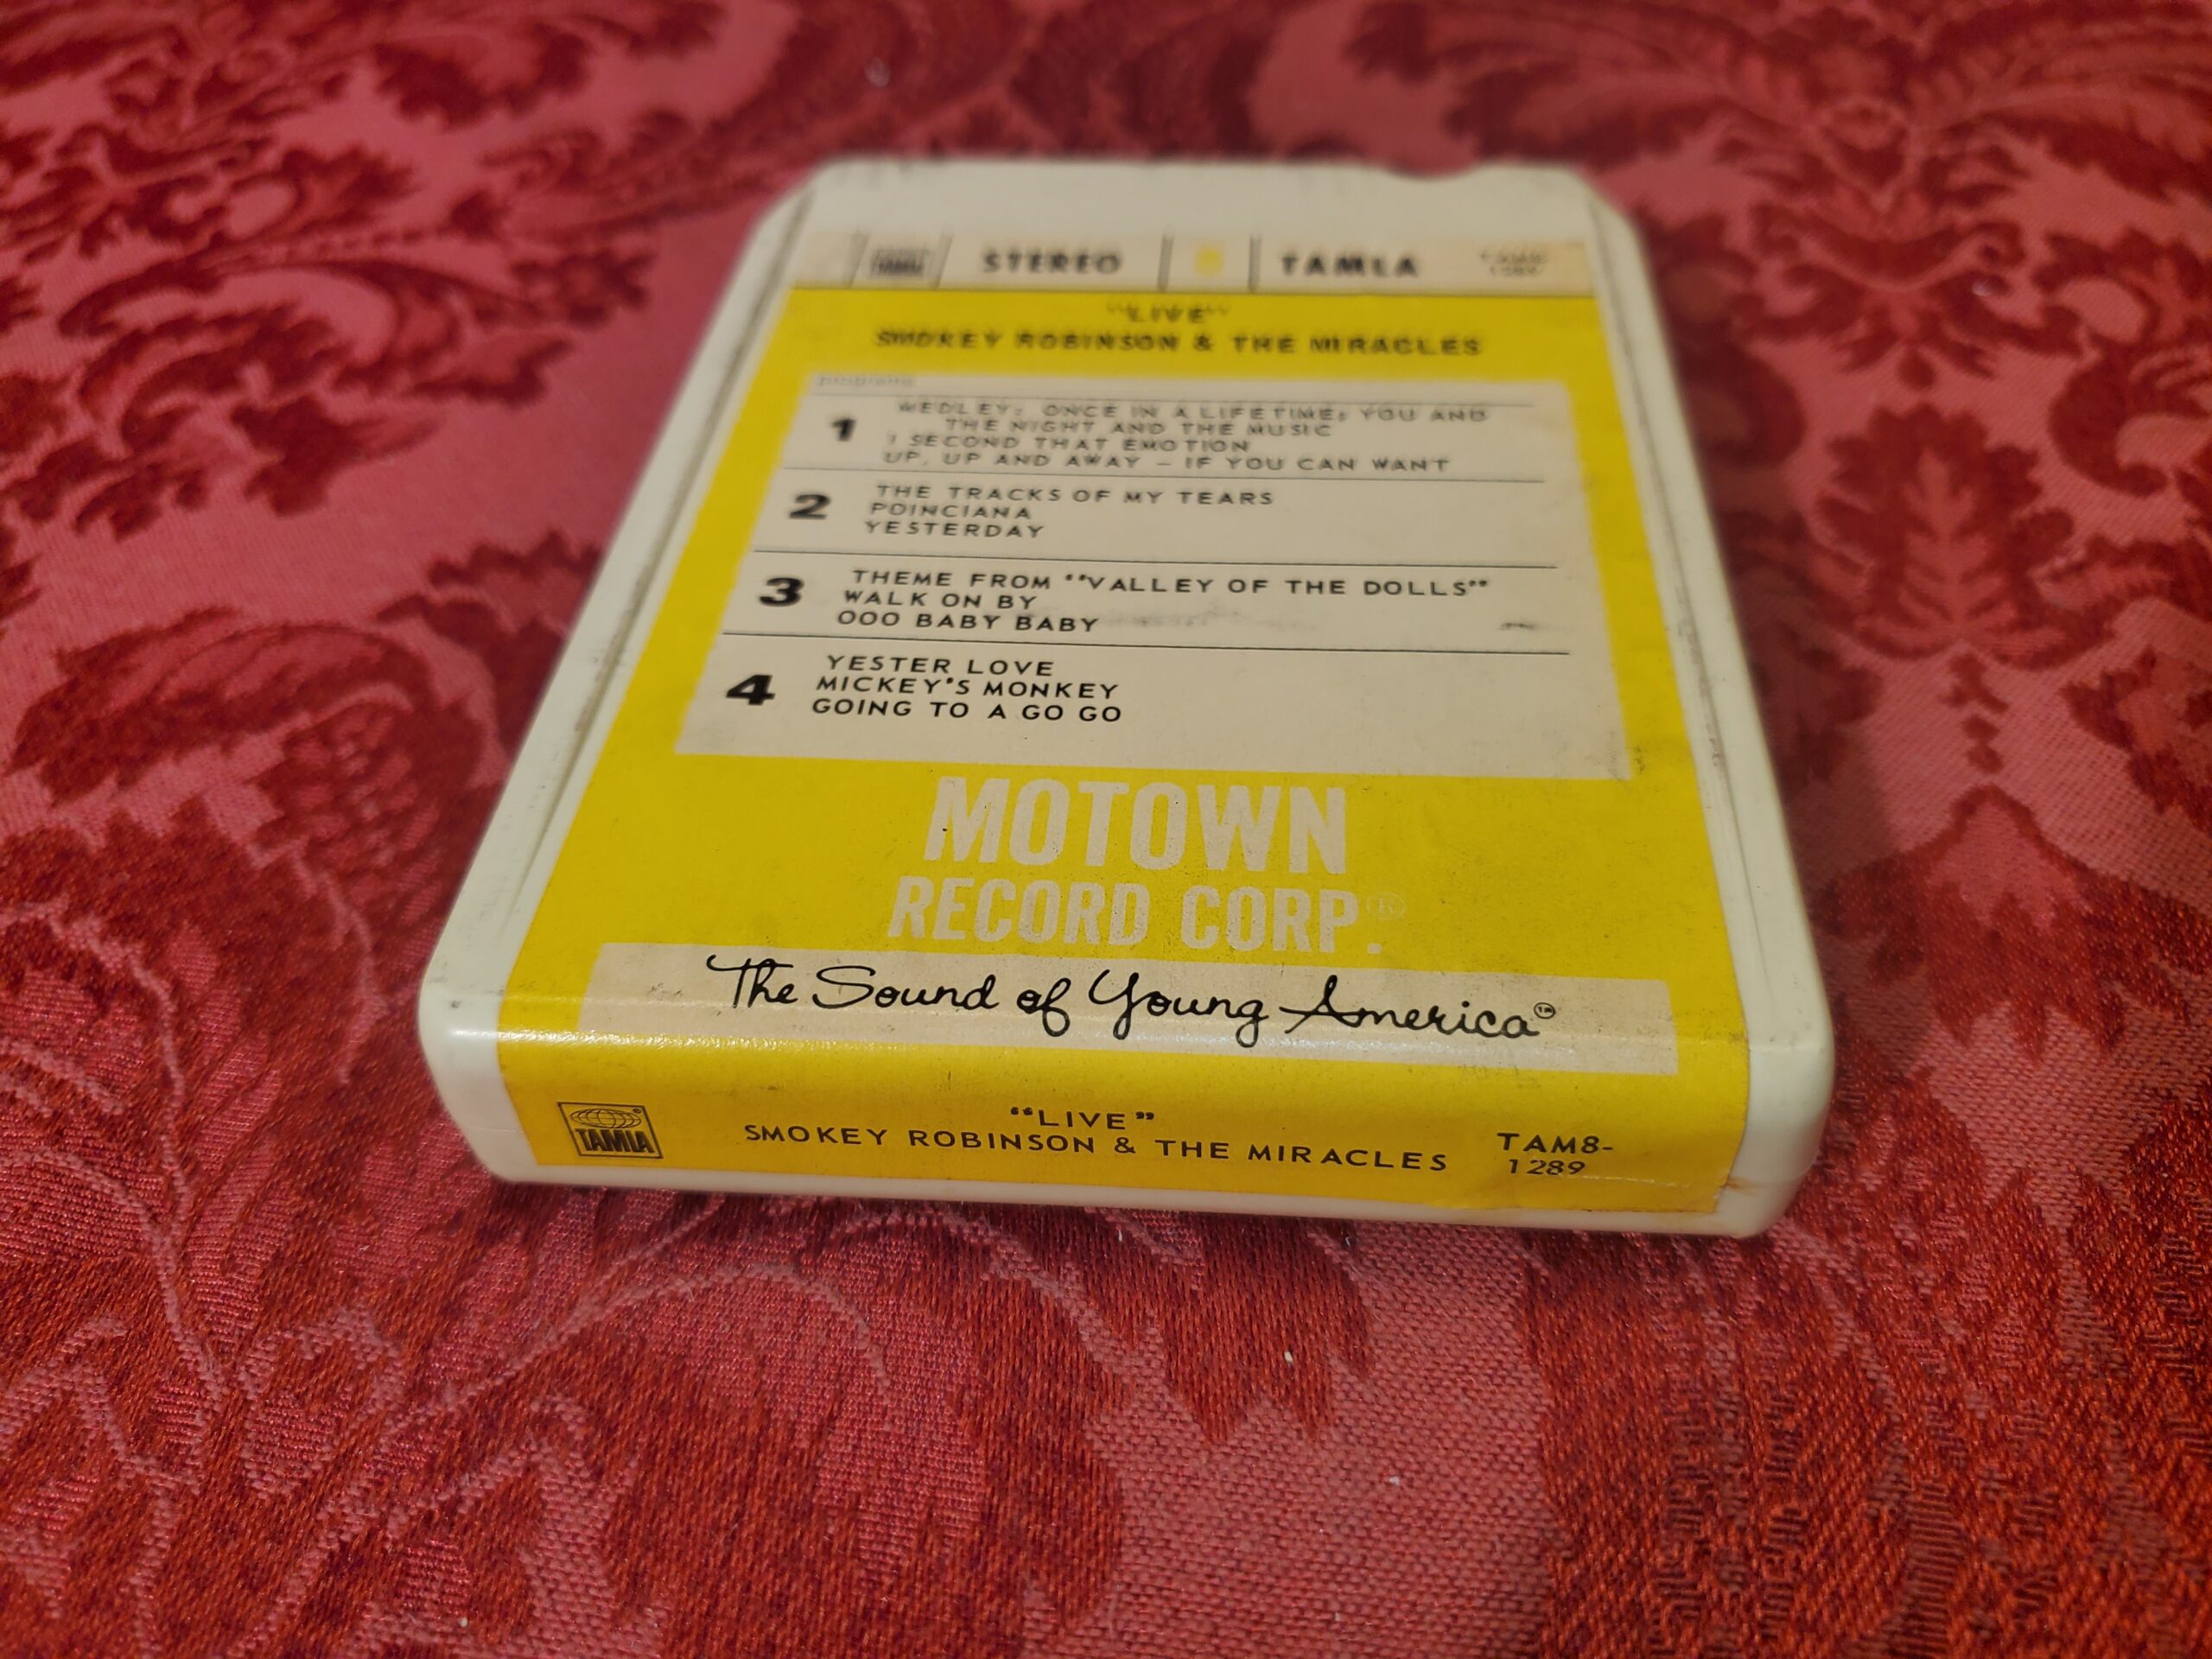 TAMLA STEREO 8 TAMLA
"LIVE"
SMOKEY ROBINSON & THE MIRACLES
1 MEDLEY: ONCE IN A LIFETIME; YOU AND
THE NIGHT AND THE MUSIC
I SECOND THAT EMOTION
UP, UP AND AWAY – IF YOU CAN WANT
2 THE TRACKS OF MY TEARS
POINCIANA
YESTERDAY
3 THEME FROM "VALLEY OF THE DOLLS"
WALK ON BY
OOO BABY BABY
4 YESTER LOVE
MICKEY'S MONKEY
GOING TO A GO GO
MOTOWN
RECORD CORP.®
The Sound of Young America™
TAMLA
"LIVE"
SMOKEY ROBINSON & THE MIRACLES
TAM8-
1289